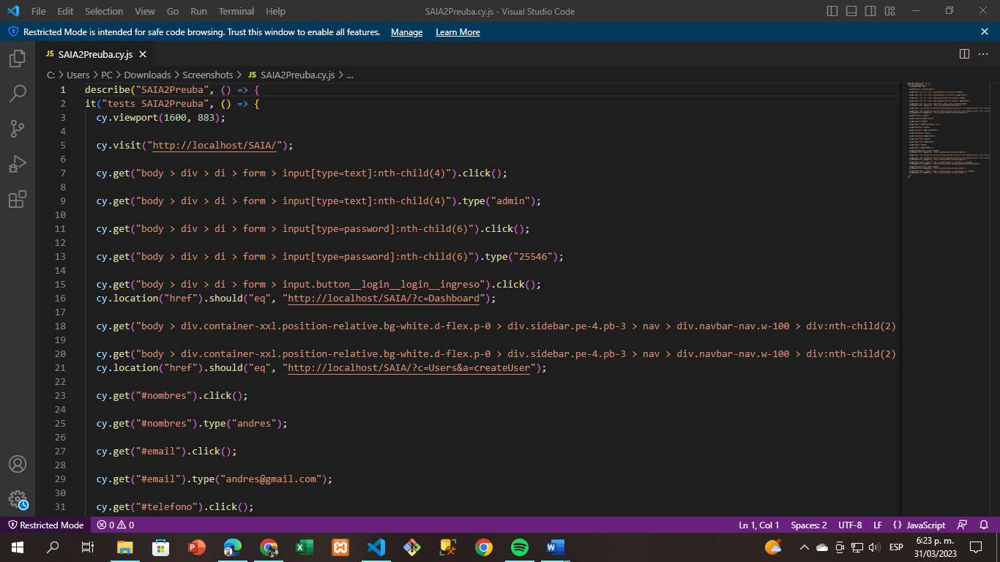 File Edit Selection View Go Run Terminal Help SAIA2Preuba.cy.js - Visual Studio Code
Restricted Mode is intended for safe code browsing. Trust this window to enable all features. Manage Learn More
JS SAIA2Preuba.cy.js
C: > Users > PC > Downloads > Screenshots > JS SAIA2Preuba.cy.js > ...
1 describe("SAIA2Preuba", () => {
2 it("tests SAIA2Preuba", () => {
3 cy.viewport(1600, 883);
4
5 cy.visit("http://localhost/SAIA/");
6
7 cy.get("body > div > di > form > input[type=text]:nth-child(4)").click();
8
9 cy.get("body > div > di > form > input[type=text]:nth-child(4)").type("admin");
10
11 cy.get("body > div > di > form > input[type=password]:nth-child(6)").click();
12
13 cy.get("body > div > di > form > input[type=password]:nth-child(6)").type("25546");
14
15 cy.get("body > div > di > form > input.button__login__login__ingreso").click();
16 cy.location("href").should("eq", "http://localhost/SAIA/?c=Dashboard");
17
18 cy.get("body > div.container-xxl.position-relative.bg-white.d-flex.p-0 > div.sidebar.pe-4.pb-3 > nav > div.navbar-nav.w-100 > div:nth-child(2)
19
20 cy.get("body > div.container-xxl.position-relative.bg-white.d-flex.p-0 > div.sidebar.pe-4.pb-3 > nav > div.navbar-nav.w-100 > div:nth-child(2)
21 cy.location("href").should("eq", "http://localhost/SAIA/?c=Users&a=createUser");
22
23 cy.get("#nombres").click();
24
25 cy.get("#nombres").type("andres");
26
27 cy.get("#email").click();
28
29 cy.get("#email").type("andres@gmail.com");
30
31 cy.get("#telefono").click();
Restricted Mode 0 0 Ln 1, Col 1 Spaces: 2 UTF-8 LF {} JavaScript
ESP 6:23 p. m.
31/03/2023